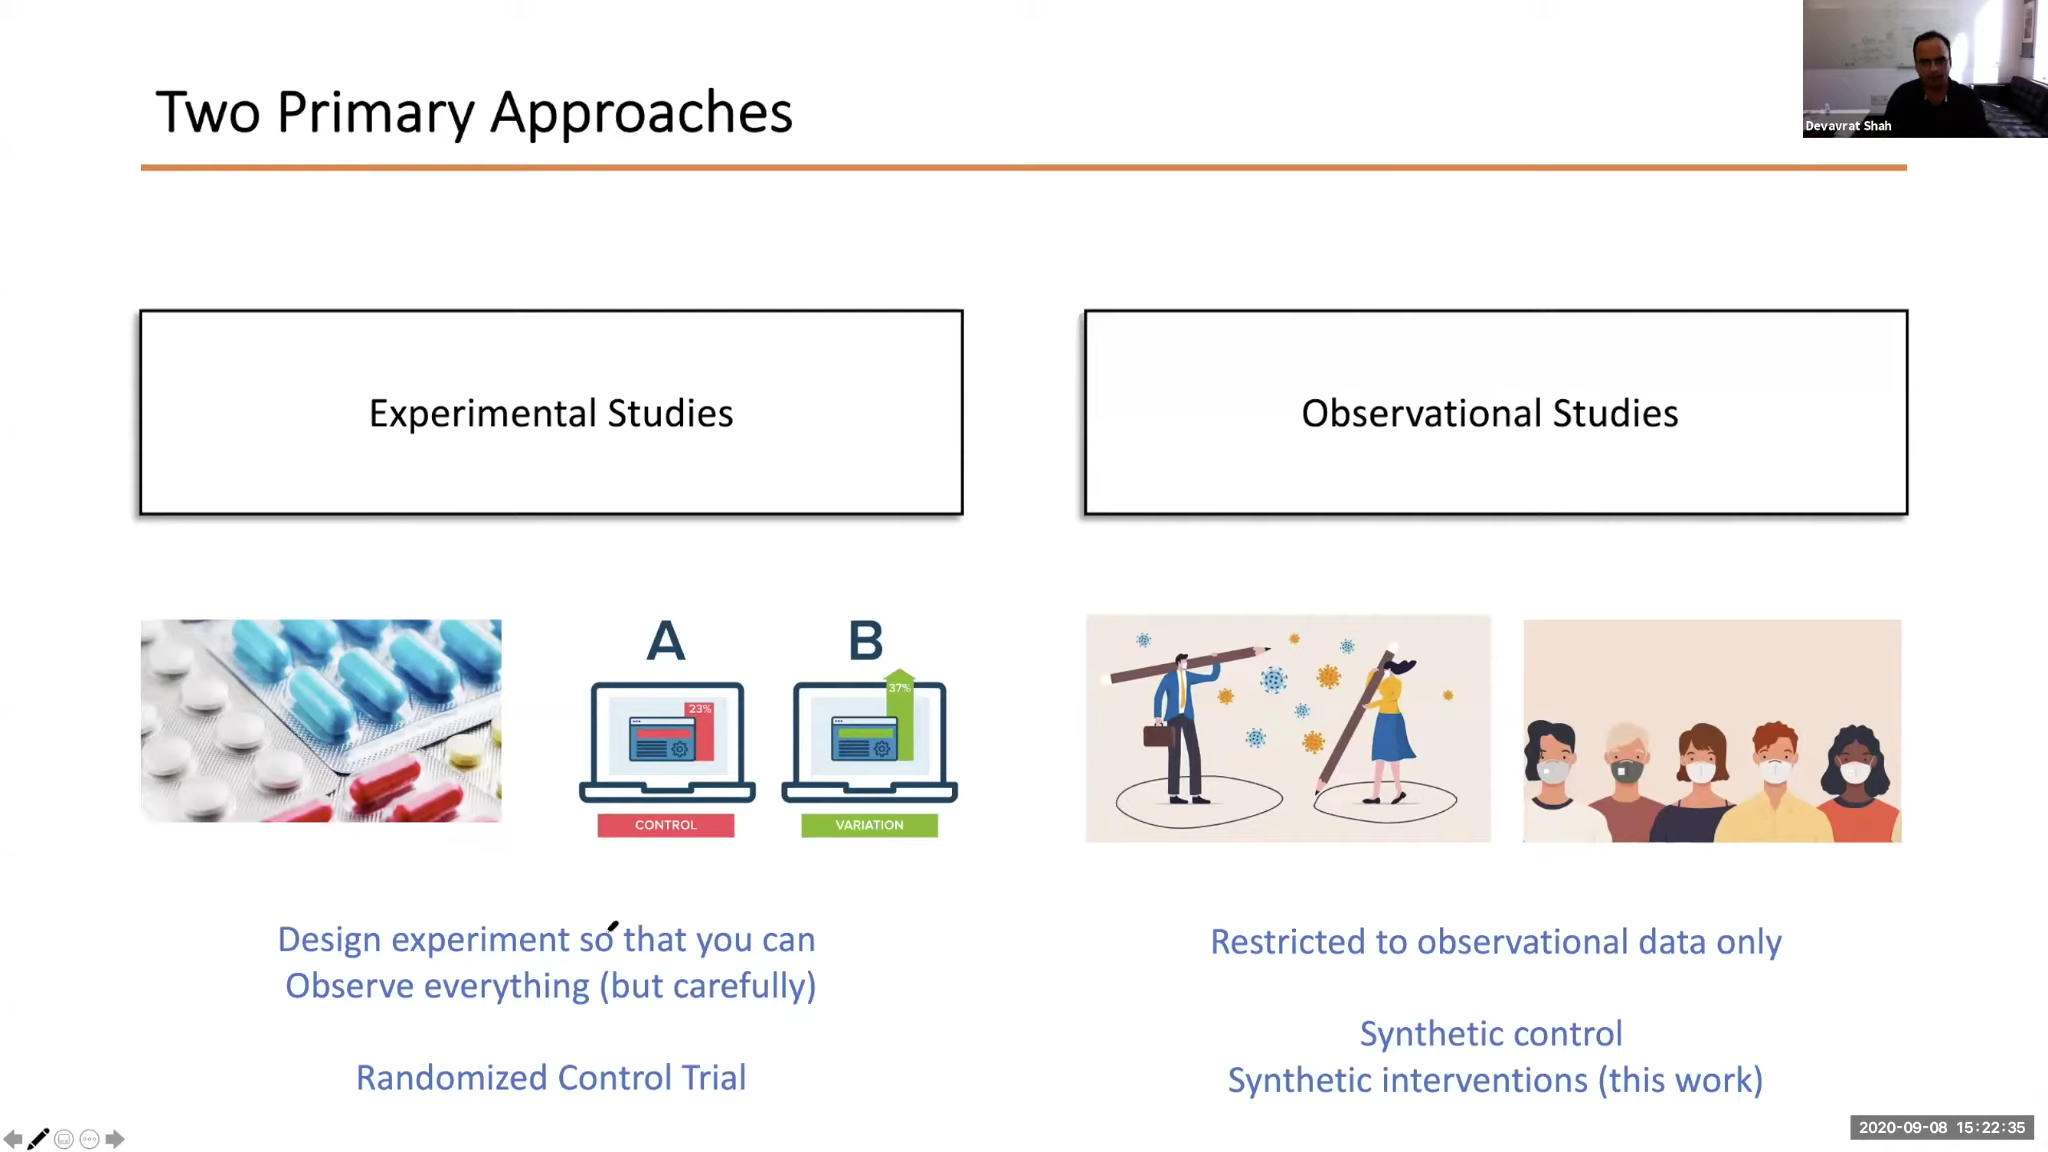 Two Primary Approaches
Devavrat Shah
Experimental Studies
Observational Studies
A
B
23%
37%
CONTROL
VARIATION
Design experiment so that you can
Observe everything (but carefully)
Randomized Control Trial
Restricted to observational data only
Synthetic control
Synthetic interventions (this work)
2020-09-08 15:22:35